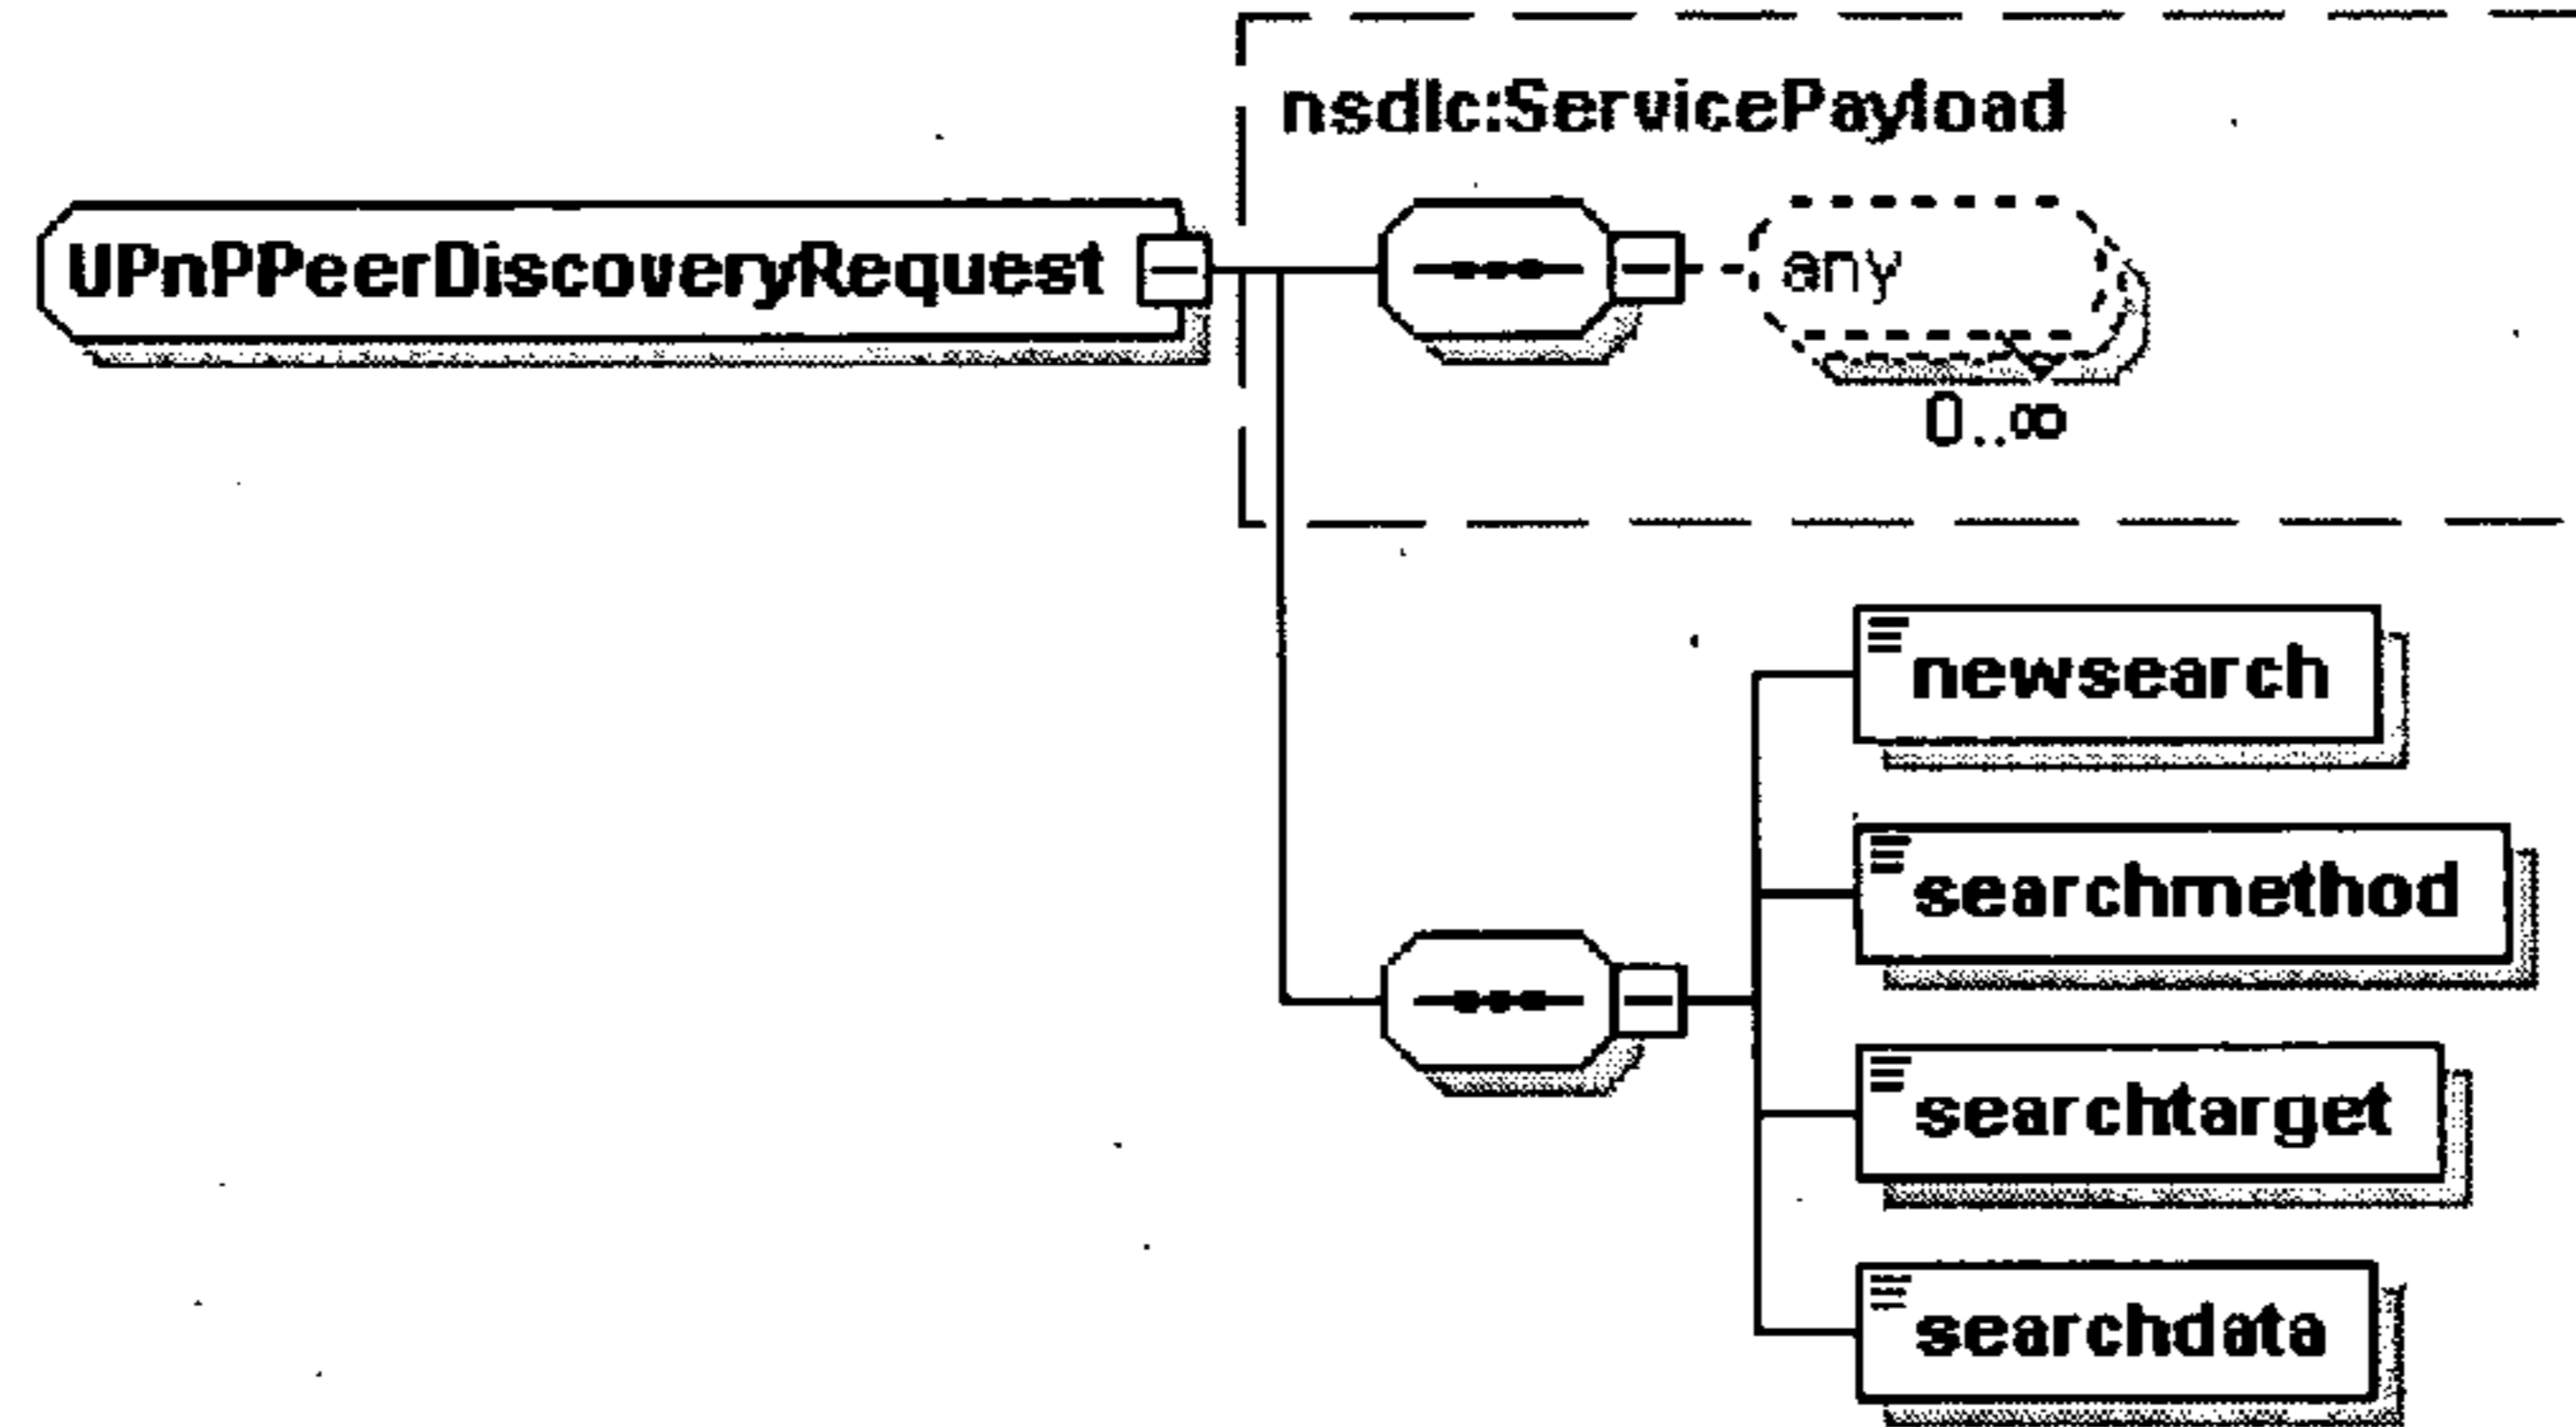 nsdlc:ServicePayload
UPnPPeerDiscoveryRequest
any
0..∞
newsearch
searchmethod
searchtarget
searchdata